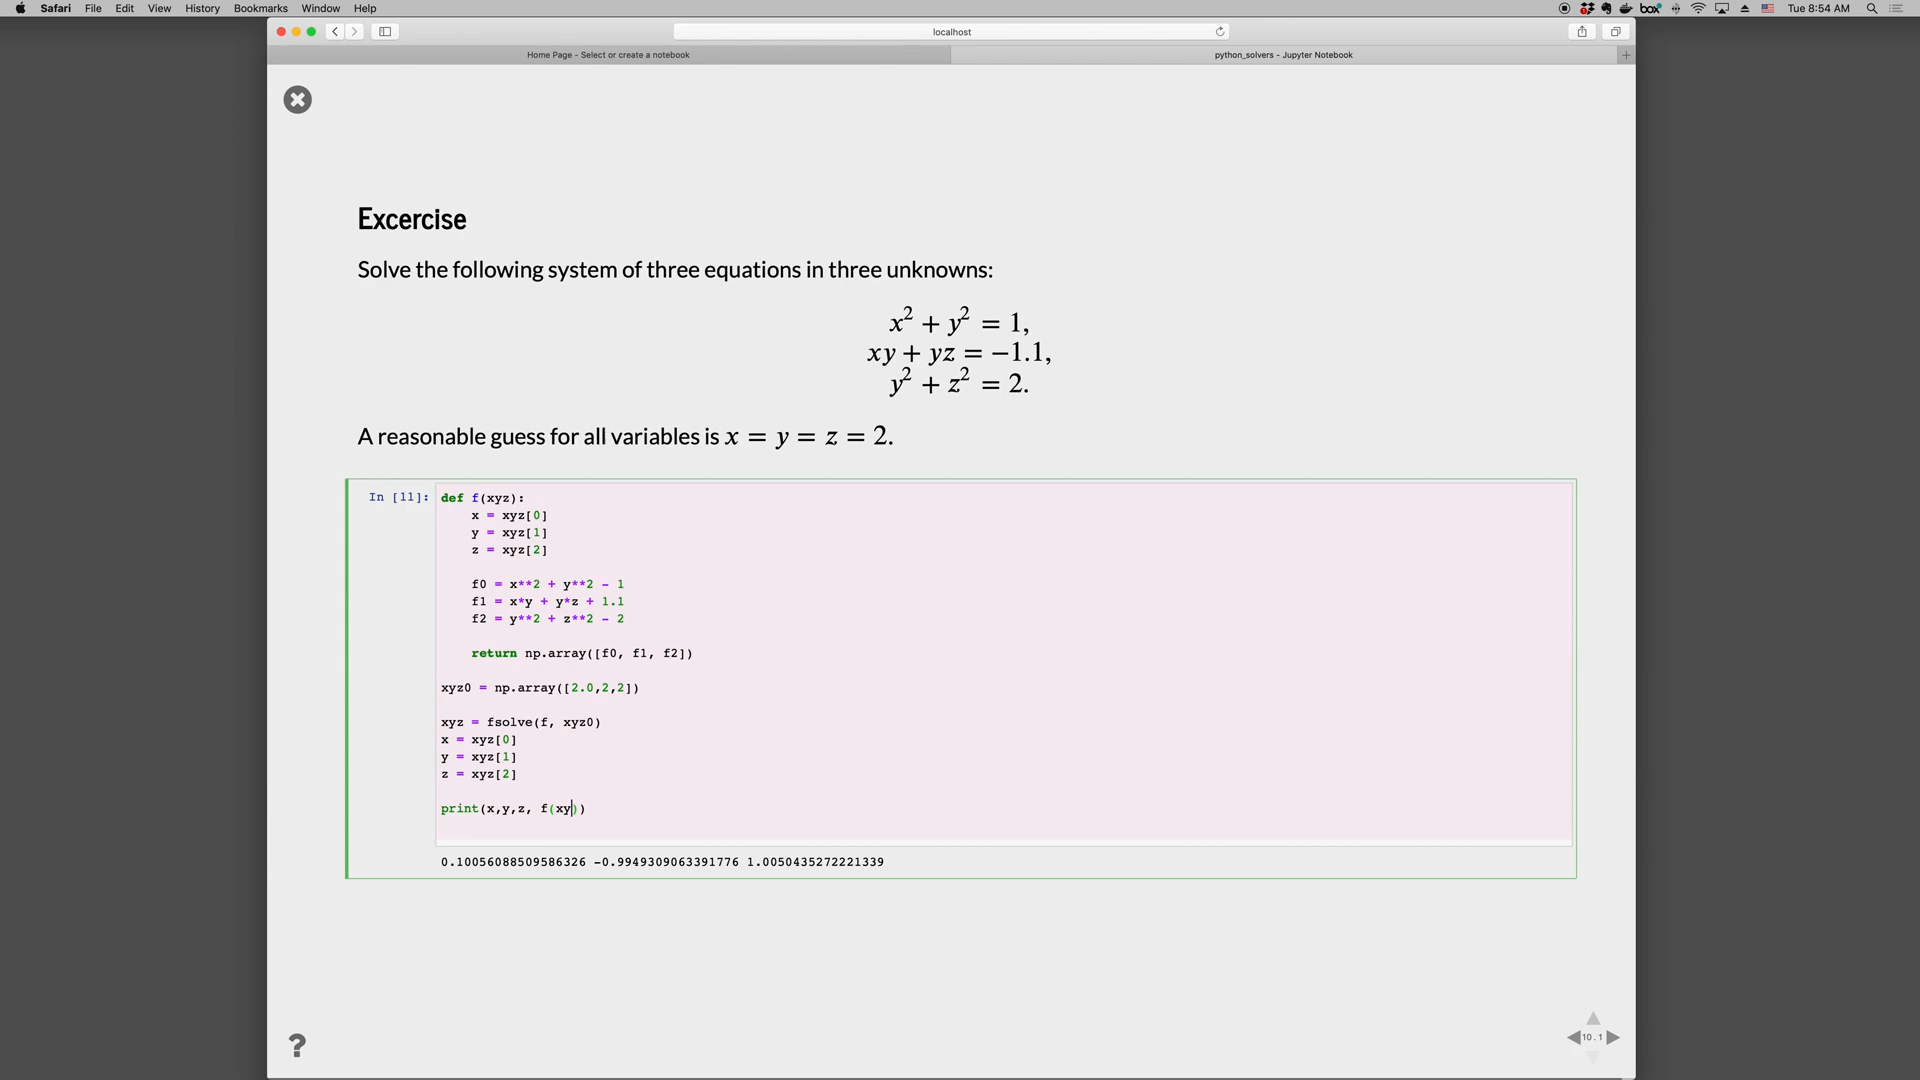 Safari File Edit View History Bookmarks Window Help box Tue 8:54 AM
localhost
Home Page - Select or create a notebook python_solvers - Jupyter Notebook
Excercise
Solve the following system of three equations in three unknowns:
x² + y² = 1,
xy + yz = −1.1,
y² + z² = 2.
A reasonable guess for all variables is x = y = z = 2.
In [11]: def f(xyz):
x = xyz[0]
y = xyz[1]
z = xyz[2]
f0 = x**2 + y**2 - 1
f1 = x*y + y*z + 1.1
f2 = y**2 + z**2 - 2
return np.array([f0, f1, f2])
xyz0 = np.array([2.0,2,2])
xyz = fsolve(f, xyz0)
x = xyz[0]
y = xyz[1]
z = xyz[2]
print(x,y,z, f(xy))
0.10056088509586326 -0.9949309063391776 1.0050435272221339
?
10.1